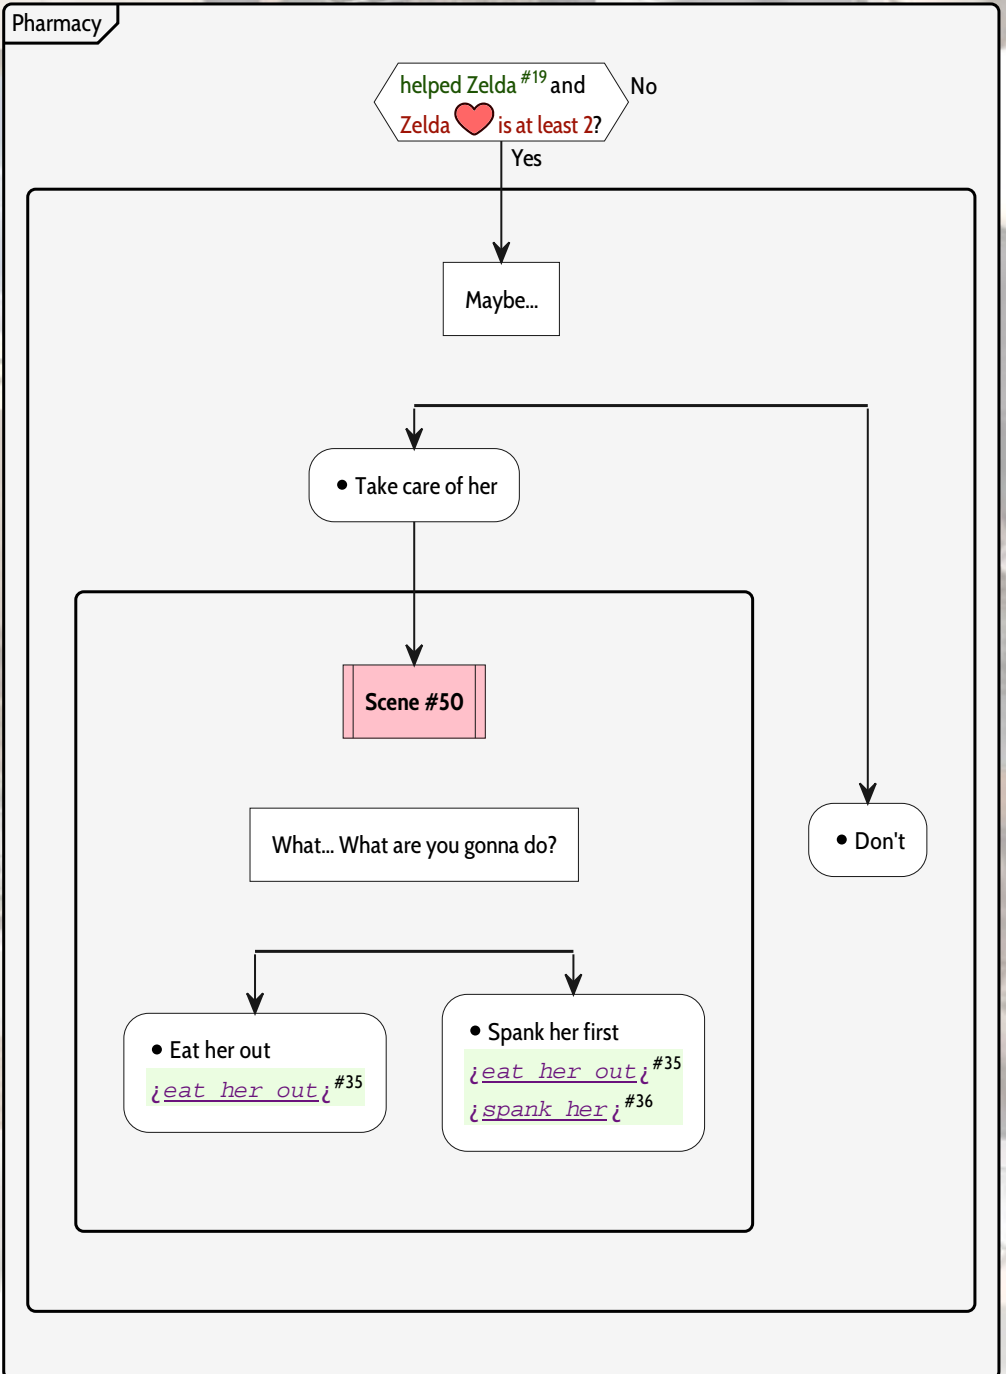 Pharmacy
helped Zelda #19 and
Zelda is at least 2?
No
Yes
Maybe...
• Take care of her
Scene #50
What... What are you gonna do?
• Don't
• Eat her out
¿eat her out¿#35
• Spank her first
¿eat her out¿#35
¿spank her¿#36